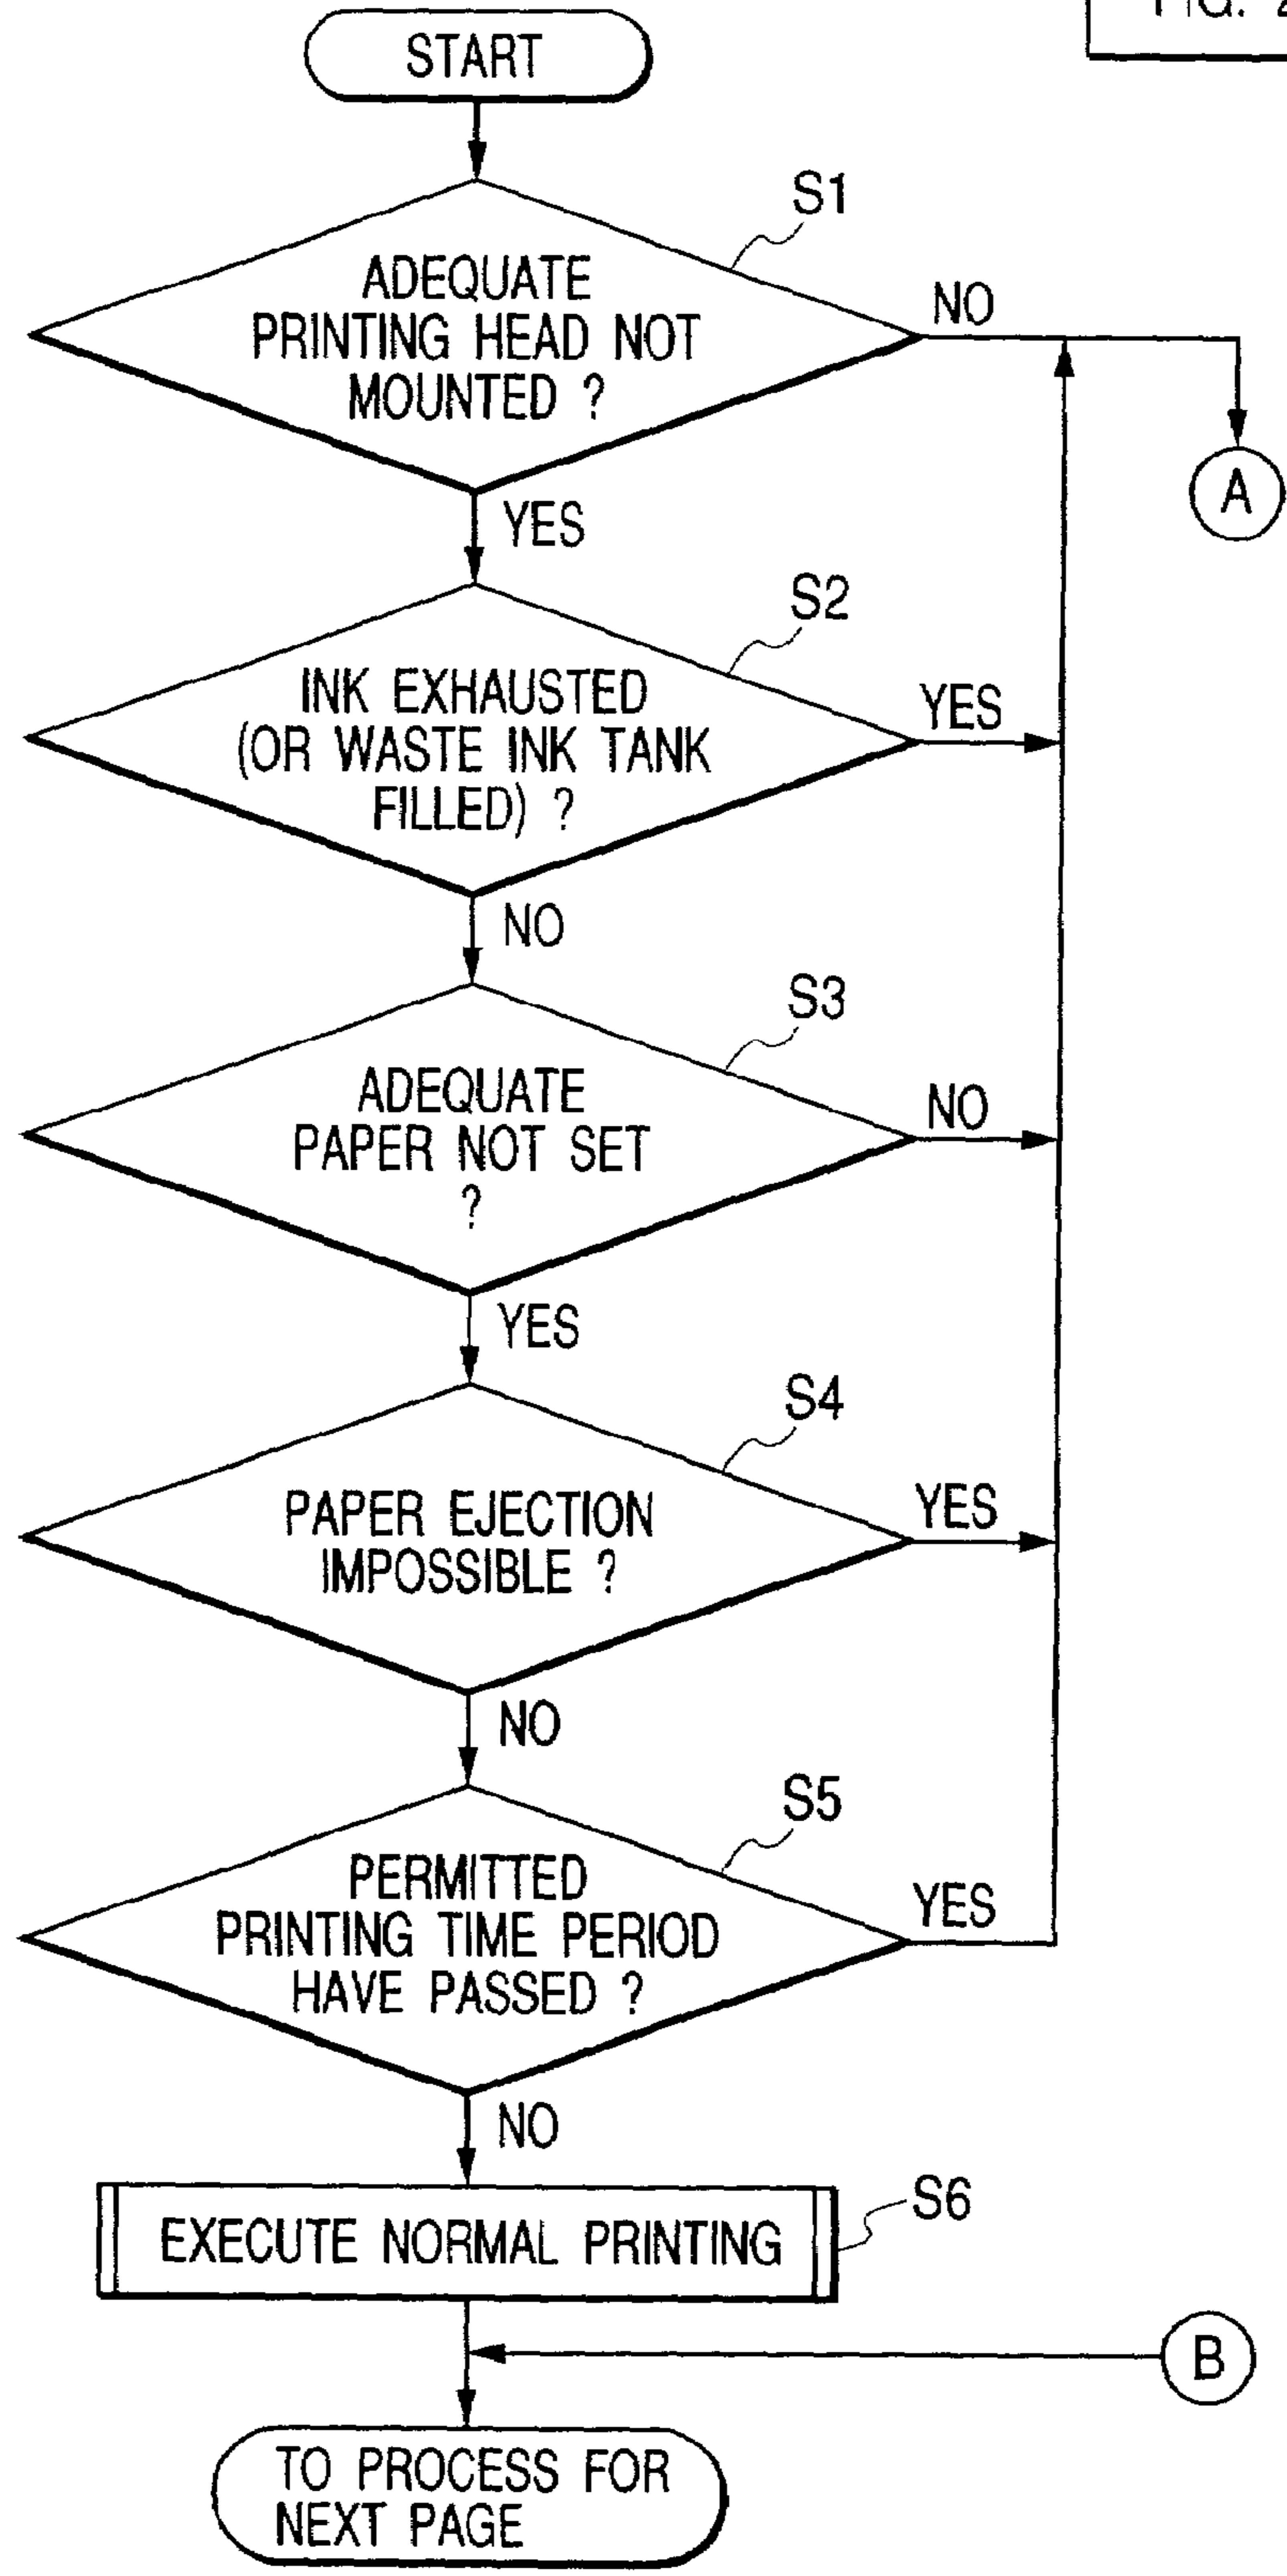 FIG. 2
START
S1
ADEQUATE
PRINTING HEAD NOT
MOUNTED ?
NO
A
YES
S2
INK EXHAUSTED
(OR WASTE INK TANK
FILLED) ?
YES
NO
S3
ADEQUATE
PAPER NOT SET
?
NO
YES
S4
PAPER EJECTION
IMPOSSIBLE ?
YES
NO
S5
PERMITTED
PRINTING TIME PERIOD
HAVE PASSED ?
YES
NO
EXECUTE NORMAL PRINTING
S6
B
TO PROCESS FOR
NEXT PAGE